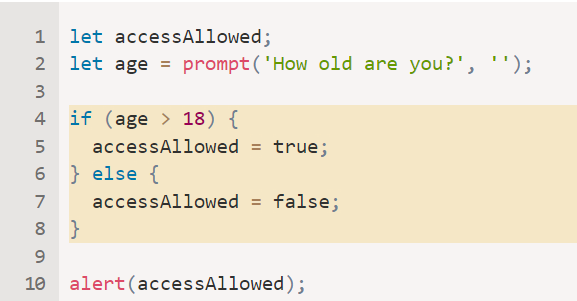 1 let accessAllowed;
2 let age = prompt('How old are you?', '');
3
4 if (age > 18) {
5   accessAllowed = true;
6 } else {
7   accessAllowed = false;
8 }
9
10 alert(accessAllowed);